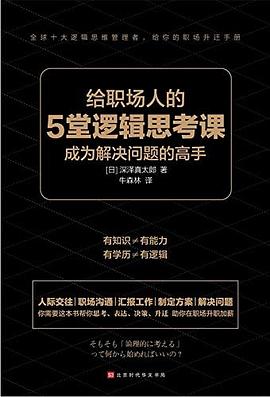 全球十大逻辑思维管理者，给你的职场升迁手册
给职场人的
5堂逻辑思考课
成为解决问题的高手
[日] 深泽真太郎 著
牛森林 译
有知识≠有能力
有学历≠有逻辑
人际交往|职场沟通|汇报工作|制定方案|解决问题
你需要这本书帮你思考、表达、决策、升迁 助你在职场升职加薪
そもそも「論理的に考える」
って何から始めればいいの？
北京时代华文书局